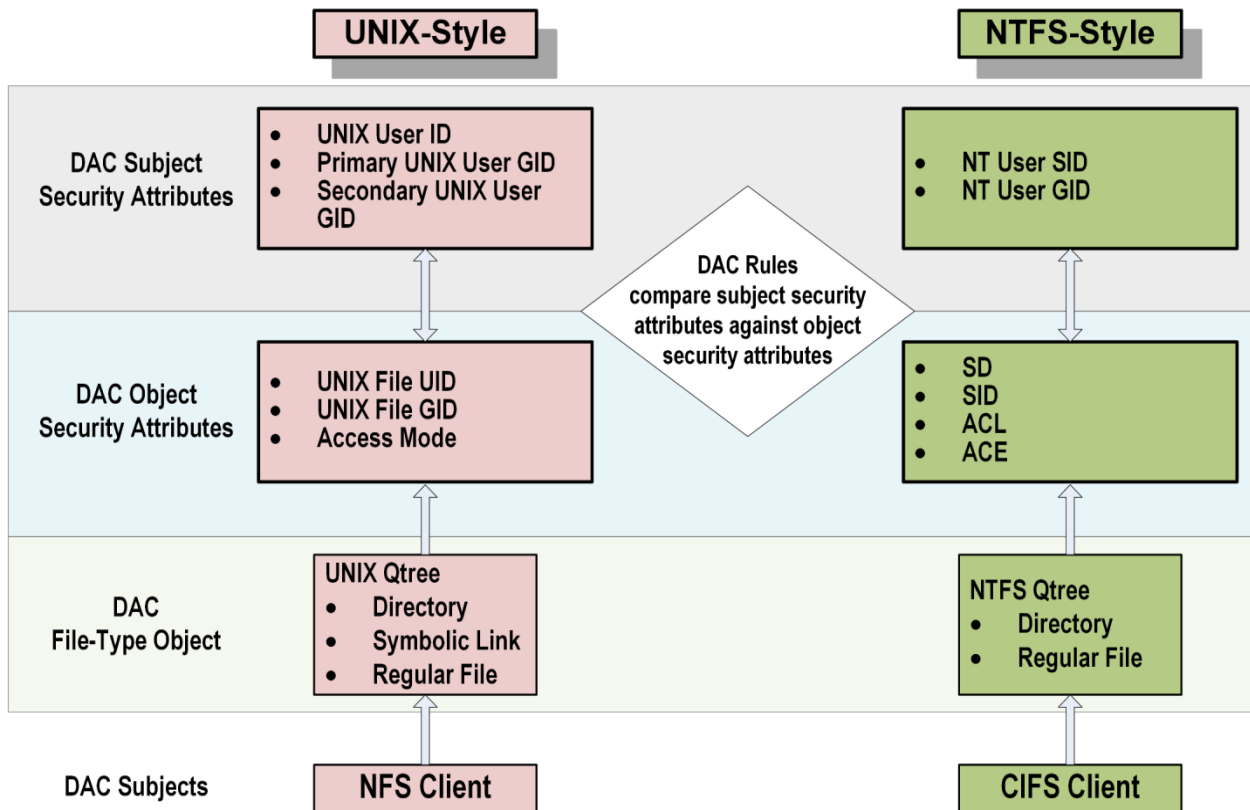 UNIX-Style
NTFS-Style
DAC Subject
Security Attributes
• UNIX User ID
• Primary UNIX User GID
• Secondary UNIX User
GID
• NT User SID
• NT User GID
DAC Rules
compare subject security
attributes against object
security attributes
DAC Object
Security Attributes
• UNIX File UID
• UNIX File GID
• Access Mode
• SD
• SID
• ACL
• ACE
DAC
File-Type Object
UNIX Qtree
• Directory
• Symbolic Link
• Regular File
NTFS Qtree
• Directory
• Regular File
DAC Subjects
NFS Client
CIFS Client